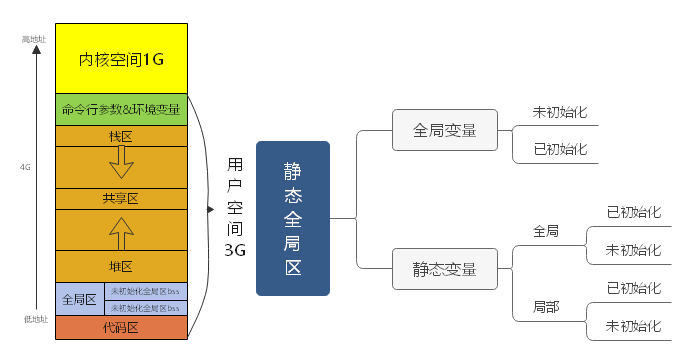 高地址
4G
低地址
内核空间1G
命令行参数&环境变量
栈区
共享区
堆区
全局区
未初始化全局区bss
未初始化全局区bss
代码区
用户空间3G
静态全局区
全局变量
未初始化
已初始化
静态变量
全局
已初始化
未初始化
局部
已初始化
未初始化